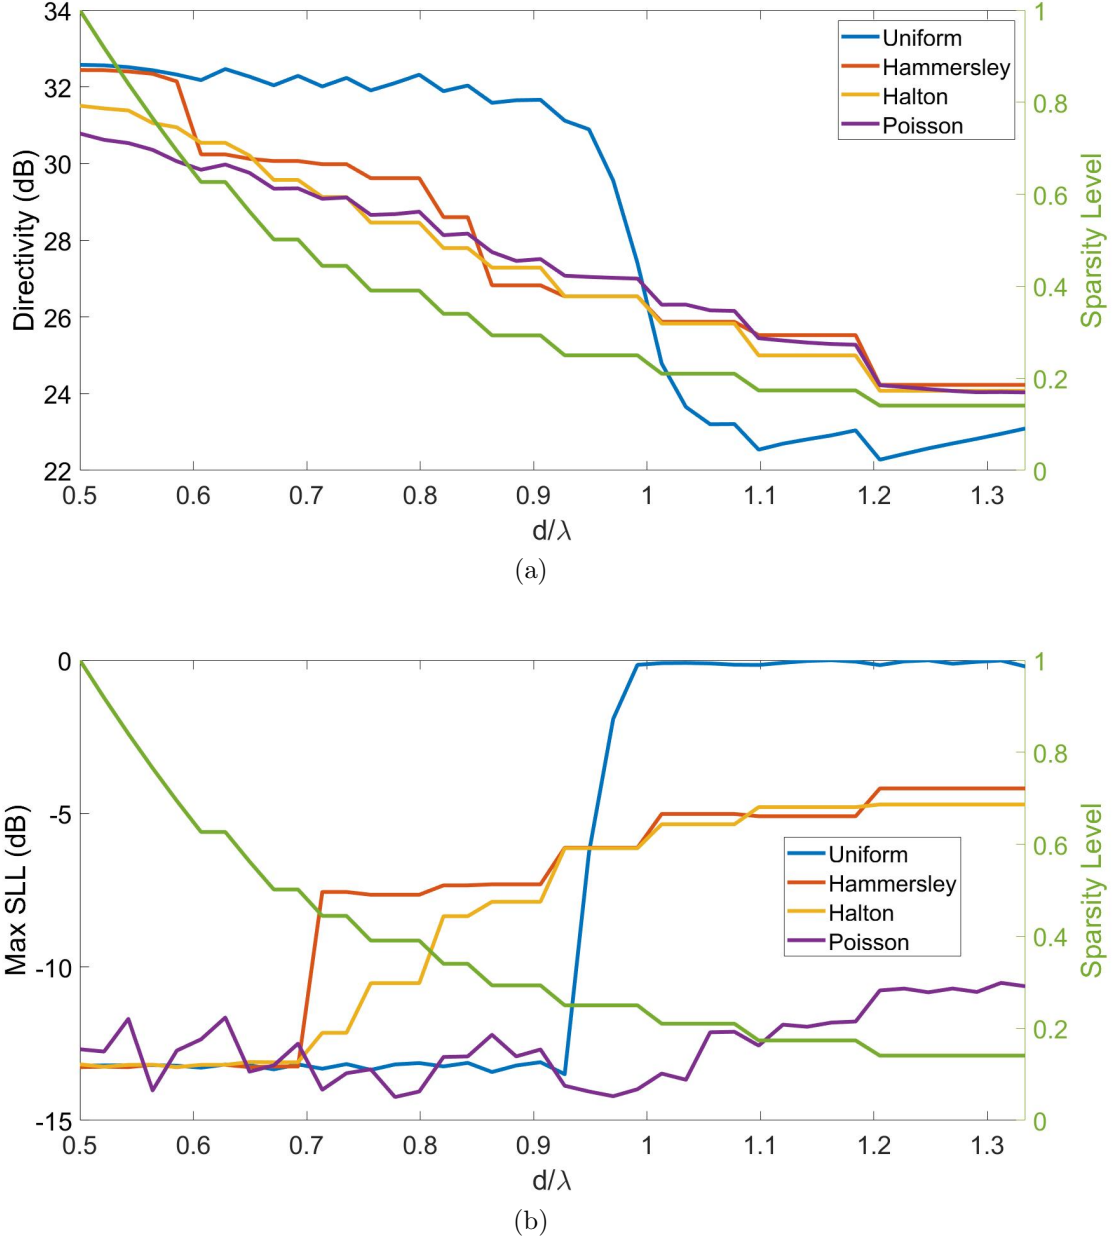 34
32
30
28
26
24
22
Directivity (dB)
Uniform
Hammersley
Halton
Poisson
1
0.8
0.6
0.4
0.2
0
Sparsity Level
0.5 0.6 0.7 0.8 0.9 1 1.1 1.2 1.3
d/λ
(a)
0
-5
-10
-15
Max SLL (dB)
Uniform
Hammersley
Halton
Poisson
1
0.8
0.6
0.4
0.2
0
Sparsity Level
0.5 0.6 0.7 0.8 0.9 1 1.1 1.2 1.3
d/λ
(b)